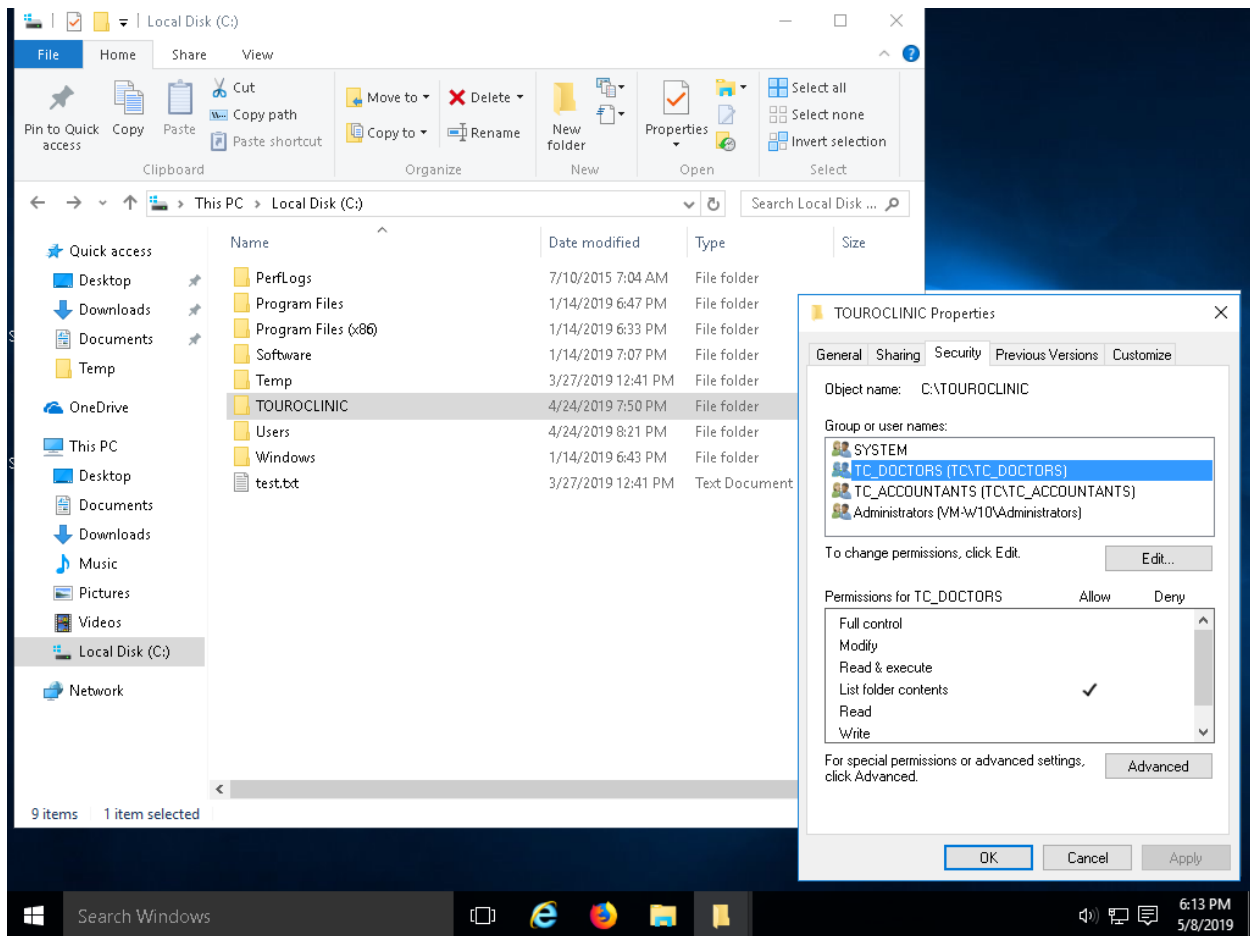 Local Disk (C:)
File Home Share View
Pin to Quick access
Copy
Paste
Cut
Copy path
Paste shortcut
Clipboard
Move to
Copy to
Delete
Rename
Organize
New folder
New
Properties
Open
Select all
Select none
Invert selection
Select
This PC > Local Disk (C:)
Search Local Disk ...
Quick access
Desktop
Downloads
Documents
Temp
OneDrive
This PC
Desktop
Documents
Downloads
Music
Pictures
Videos
Local Disk (C:)
Network
Name Date modified Type Size
PerfLogs 7/10/2015 7:04 AM File folder
Program Files 1/14/2019 6:47 PM File folder
Program Files (x86) 1/14/2019 6:33 PM File folder
Software 1/14/2019 7:07 PM File folder
Temp 3/27/2019 12:41 PM File folder
TOUROCLINIC 4/24/2019 7:50 PM File folder
Users 4/24/2019 8:21 PM File folder
Windows 1/14/2019 6:43 PM File folder
test.txt 3/27/2019 12:41 PM Text Document
9 items 1 item selected
TOUROCLINIC Properties
General Sharing Security Previous Versions Customize
Object name: C:\TOUROCLINIC
Group or user names:
SYSTEM
TC_DOCTORS (TC\TC_DOCTORS)
TC_ACCOUNTANTS (TC\TC_ACCOUNTANTS)
Administrators (VM-W10\Administrators)
To change permissions, click Edit.
Edit...
Permissions for TC_DOCTORS Allow Deny
Full control
Modify
Read & execute
List folder contents
Read
Write
For special permissions or advanced settings,
click Advanced.
Advanced
OK Cancel Apply
Search Windows
6:13 PM
5/8/2019